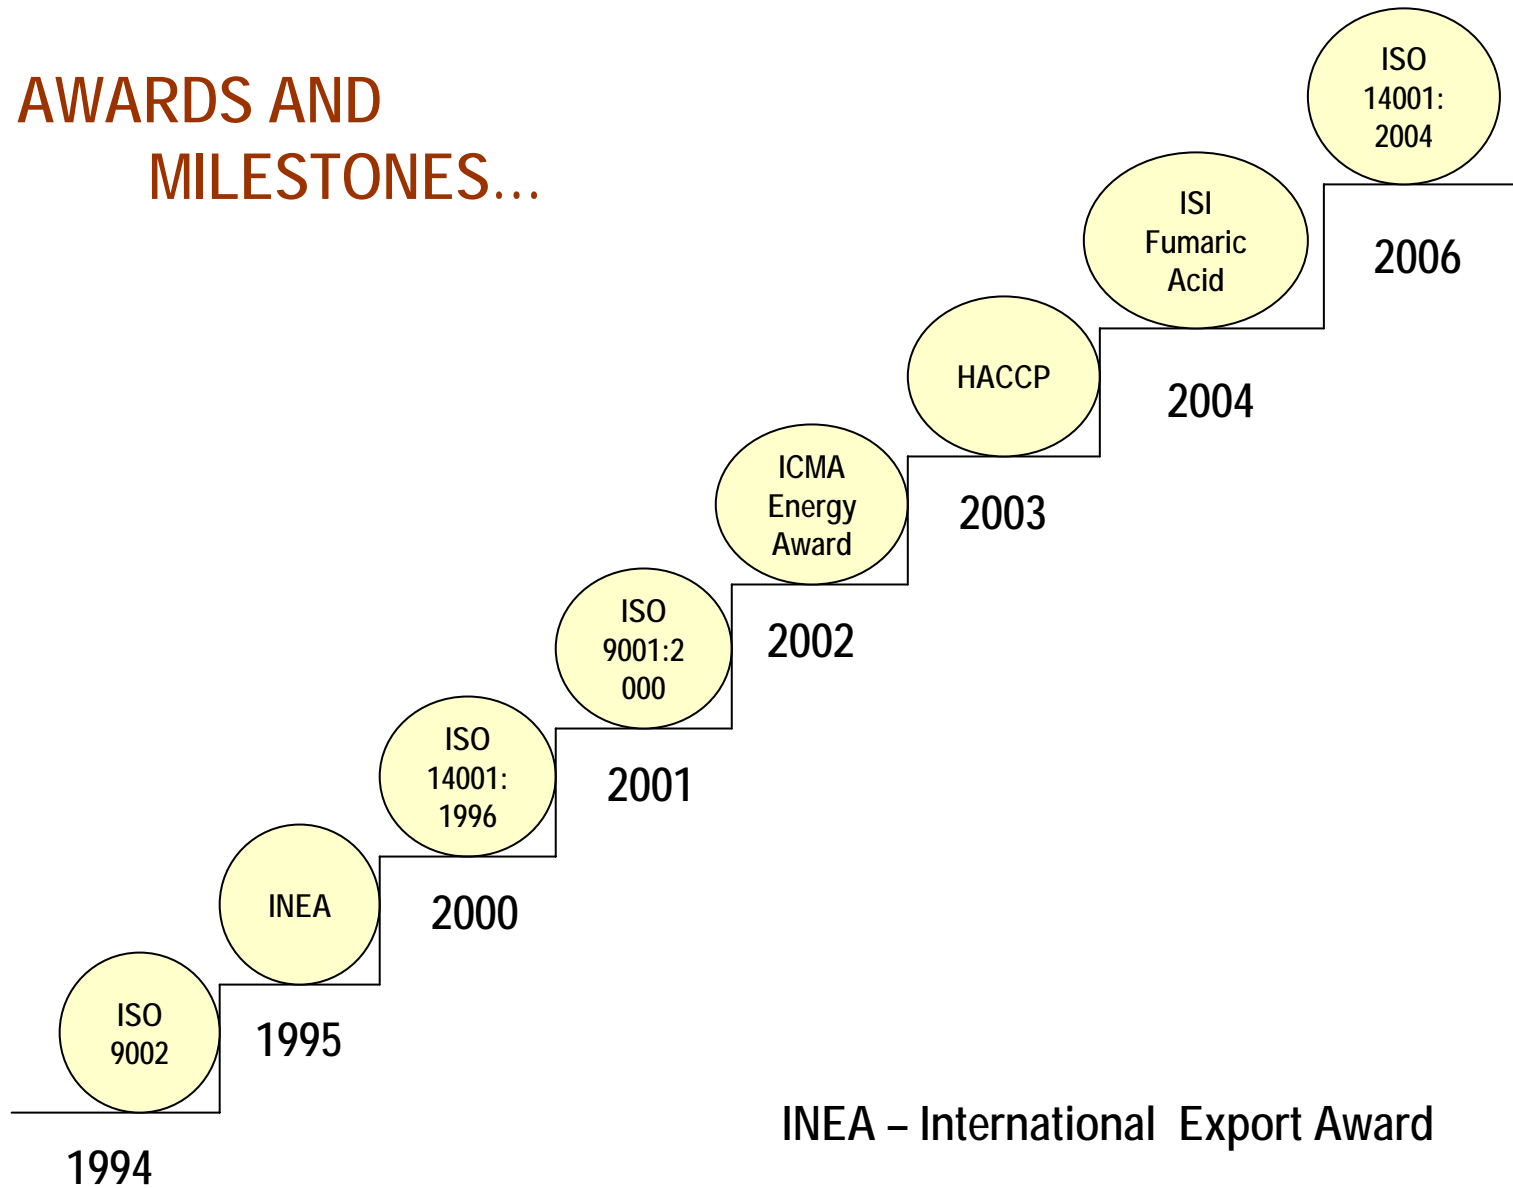 AWARDS AND
MILESTONES...
ISO
14001:
2004
2006
ISI
Fumaric
Acid
2004
HACCP
2003
ICMA
Energy
Award
2002
ISO
9001:2
000
2001
ISO
14001:
1996
2000
INEA
1995
ISO
9002
1994
INEA – International Export Award